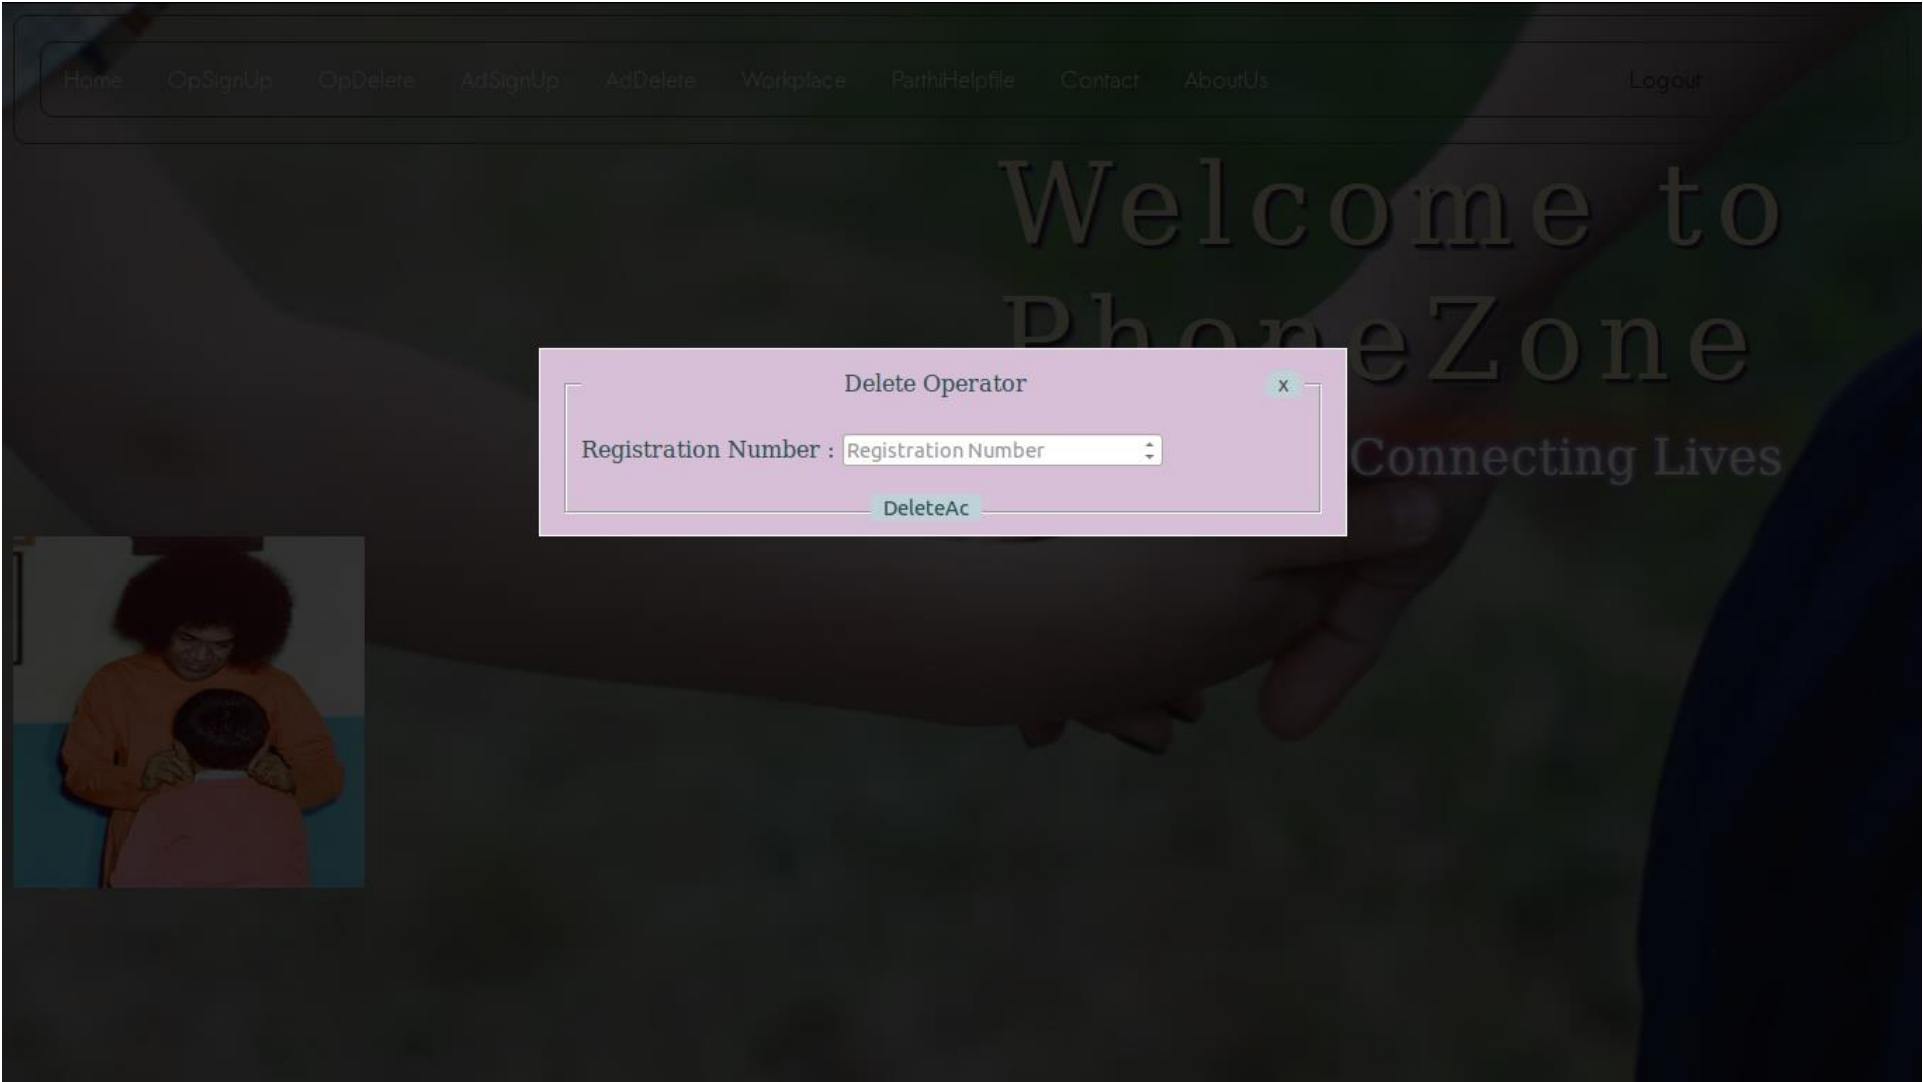 Home OpSignUp OpDelete AdSignUp AdDelete Workplace ParthiHelpfile Contact AboutUs Logout
Welcome to
PhoneZone
Connecting Lives
Delete Operator x
Registration Number : Registration Number
DeleteAc